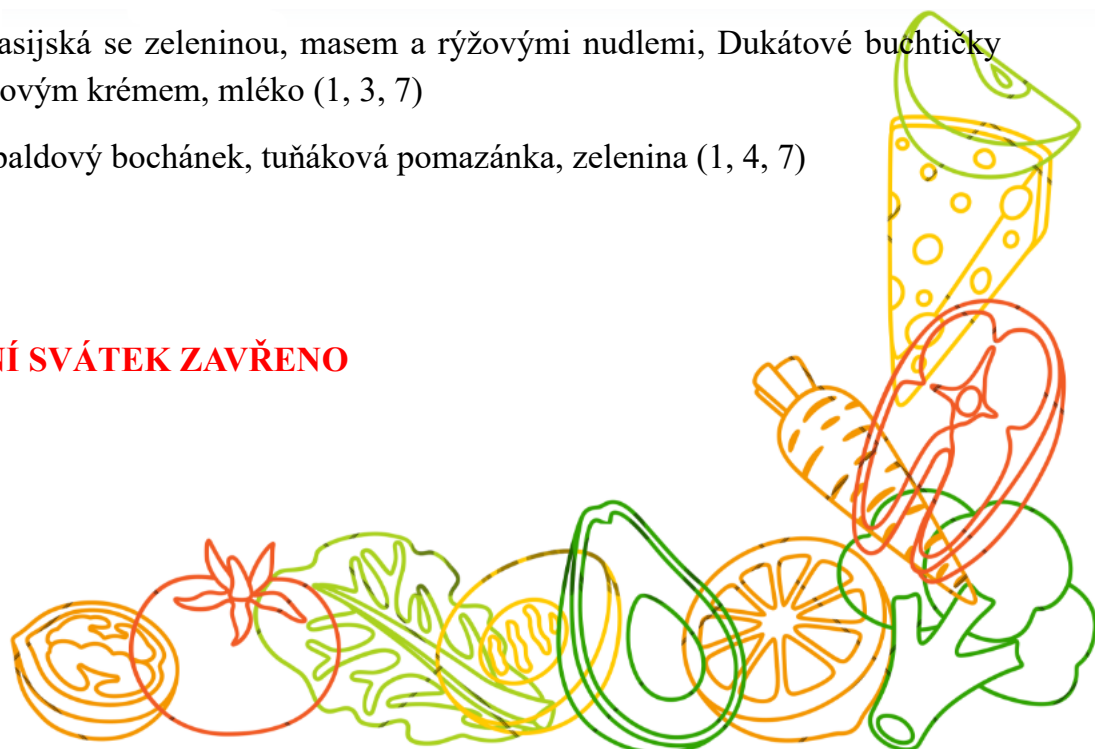 asijská se zeleninou, masem a rýžovými nudlemi, Dukátové buchtičky
ovým krémem, mléko (1, 3, 7)
paldový bochánek, tuňáková pomazánka, zelenina (1, 4, 7)
NÍ SVÁTEK ZAVŘENO